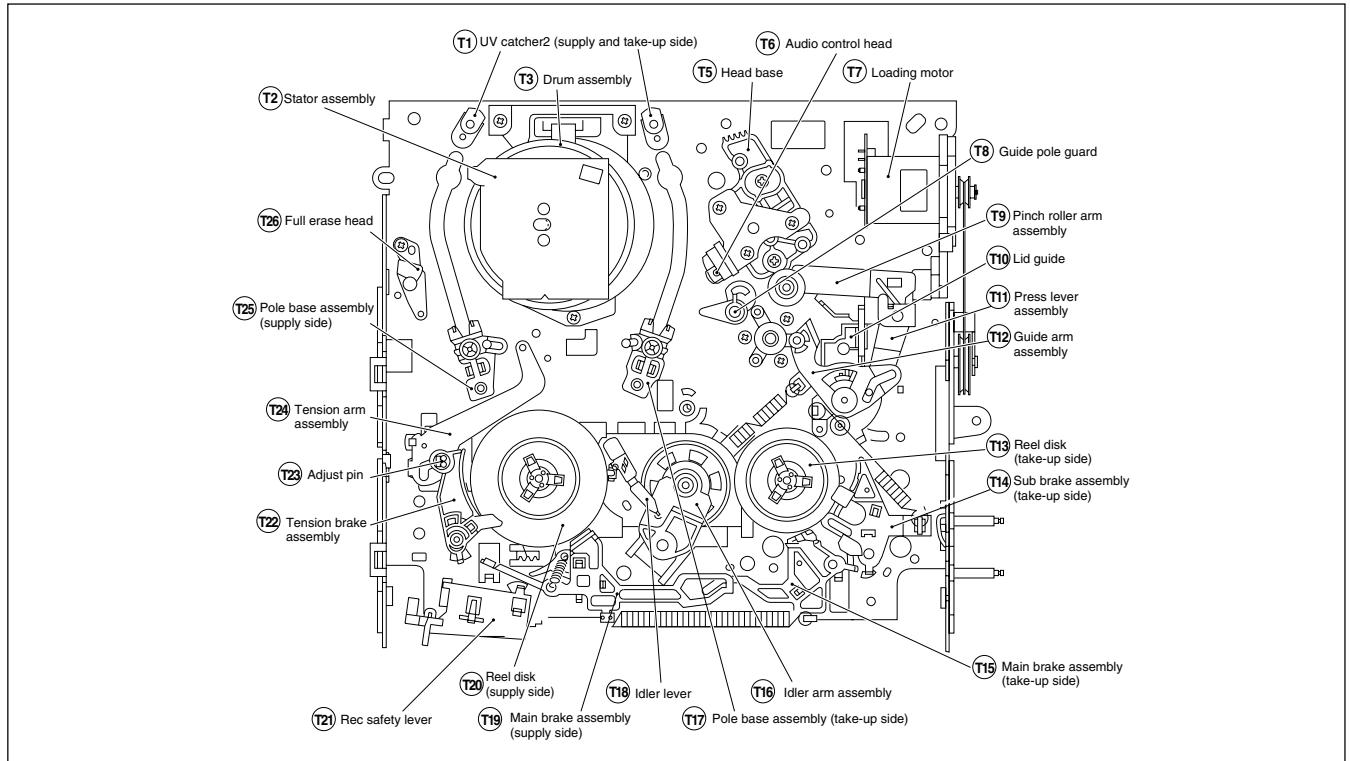 T1 UV catcher2 (supply and take-up side)
T2 Stator assembly
T3 Drum assembly
T5 Head base
T6 Audio control head
T7 Loading motor
T8 Guide pole guard
T9 Pinch roller arm
assembly
T10 Lid guide
T11 Press lever
assembly
T12 Guide arm
assembly
T13 Reel disk
(take-up side)
T14 Sub brake assembly
(take-up side)
T15 Main brake assembly
(take-up side)
T16 Idler arm assembly
T17 Pole base assembly (take-up side)
T18 Idler lever
T19 Main brake assembly
(supply side)
T20 Reel disk
(supply side)
T21 Rec safety lever
T22 Tension brake
assembly
T23 Adjust pin
T24 Tension arm
assembly
T25 Pole base assembly
(supply side)
T26 Full erase head